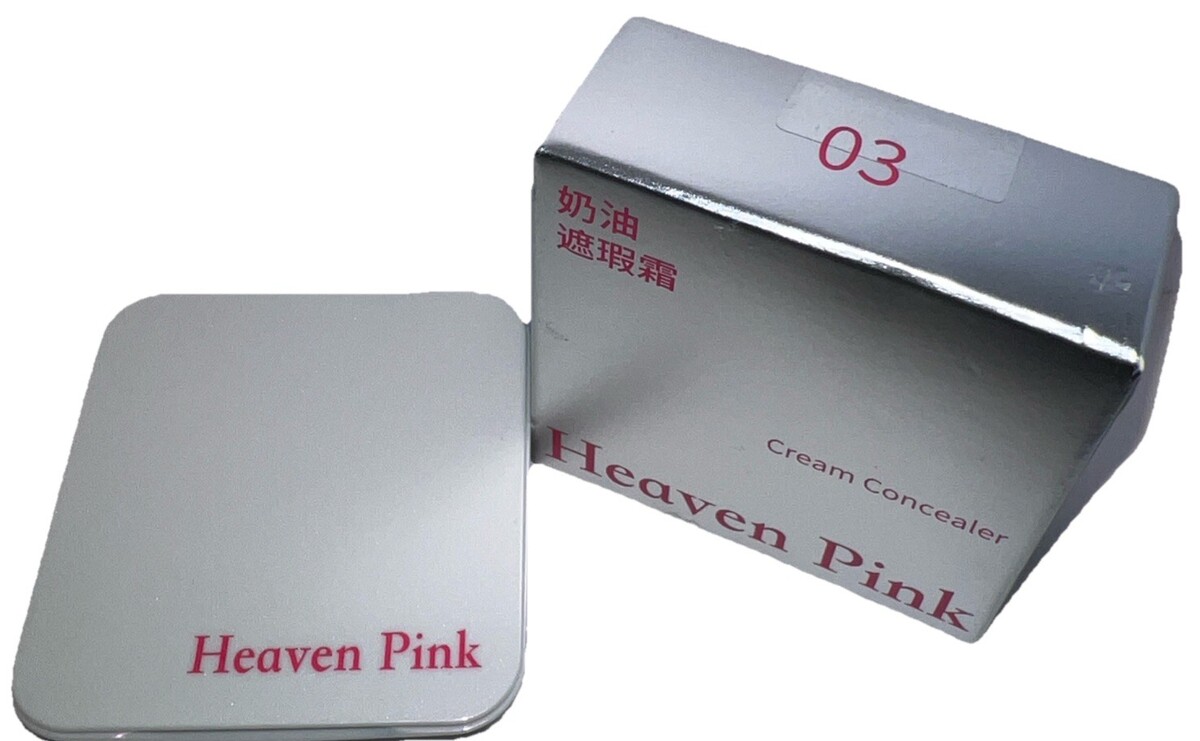 03
奶油
遮瑕霜
Cream Concealer
Heaven Pink
Heaven Pink